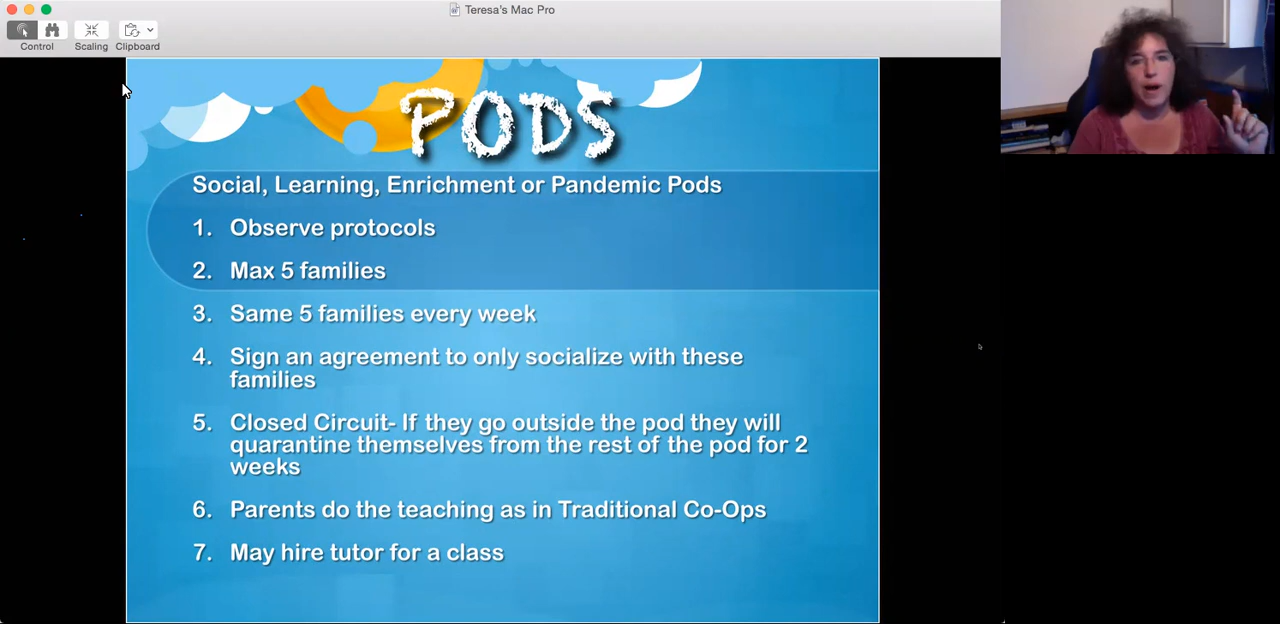 Teresa's Mac Pro
Control
Scaling
Clipboard
PODS
Social, Learning, Enrichment or Pandemic Pods
1. Observe protocols
2. Max 5 families
3. Same 5 families every week
4. Sign an agreement to only socialize with these
families
5. Closed Circuit- If they go outside the pod they will
quarantine themselves from the rest of the pod for 2
weeks
6. Parents do the teaching as in Traditional Co-Ops
7. May hire tutor for a class